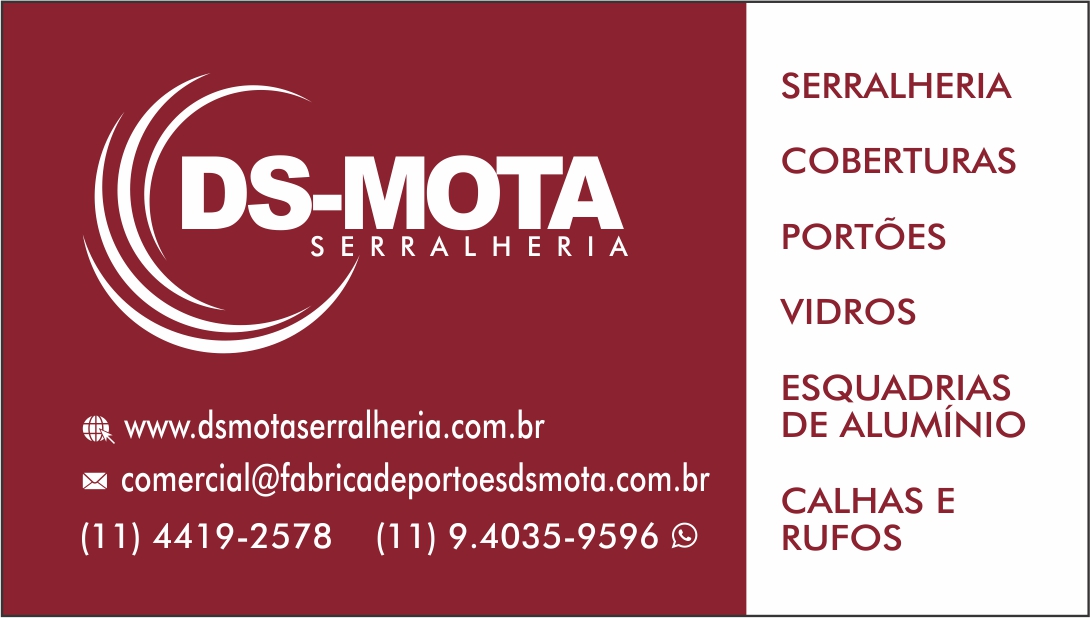 DS-MOTA
SERRALHERIA
www.dsmotaserralheria.com.br
comercial@fabricadeportoesdsmota.com.br
(11) 4419-2578 (11) 9.4035-9596
SERRALHERIA
COBERTURAS
PORTÕES
VIDROS
ESQUADRIAS
DE ALUMÍNIO
CALHAS E
RUFOS